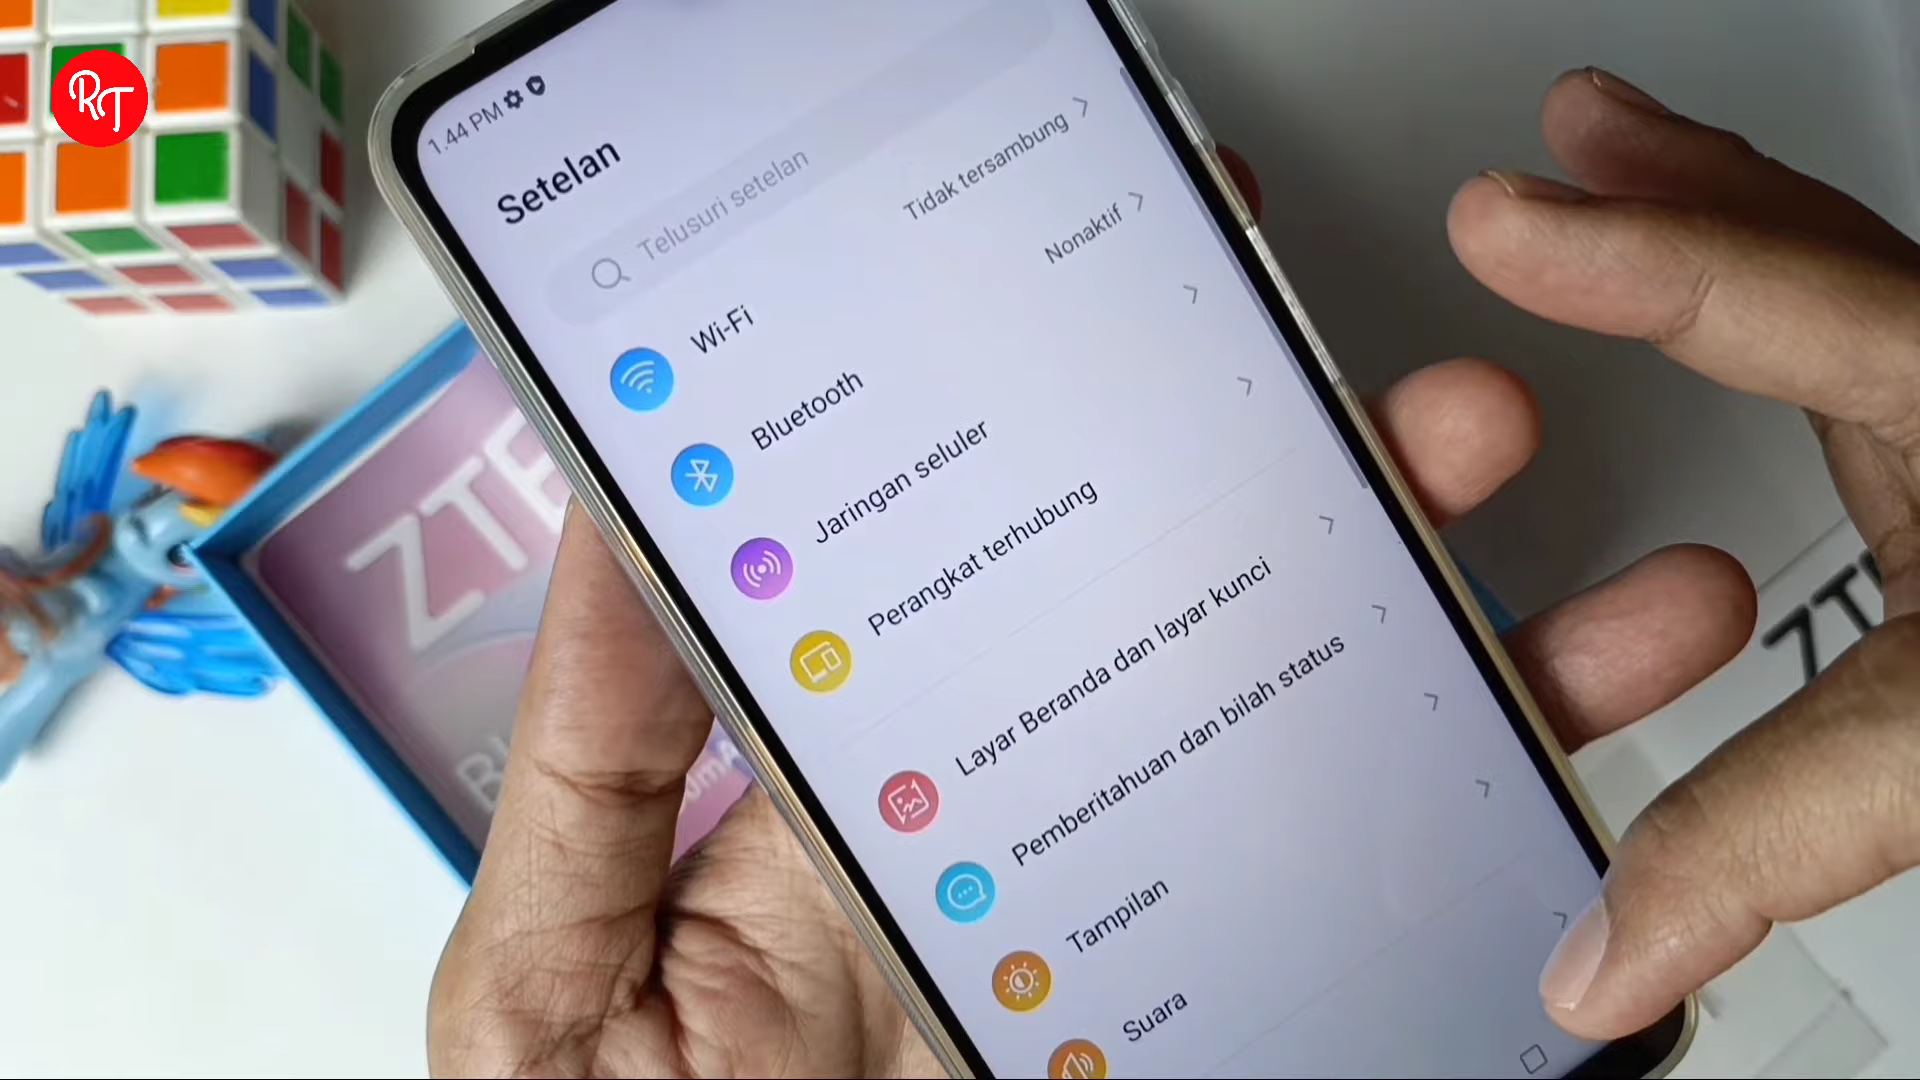 RT
1.44 PM
Setelan
Telusuri setelan
Wi-Fi
Tidak tersambung
Bluetooth
Nonaktif
Jaringan seluler
Perangkat terhubung
Layar Beranda dan layar kunci
Pemberitahuan dan bilah status
Tampilan
Suara
ZTE
ZTE